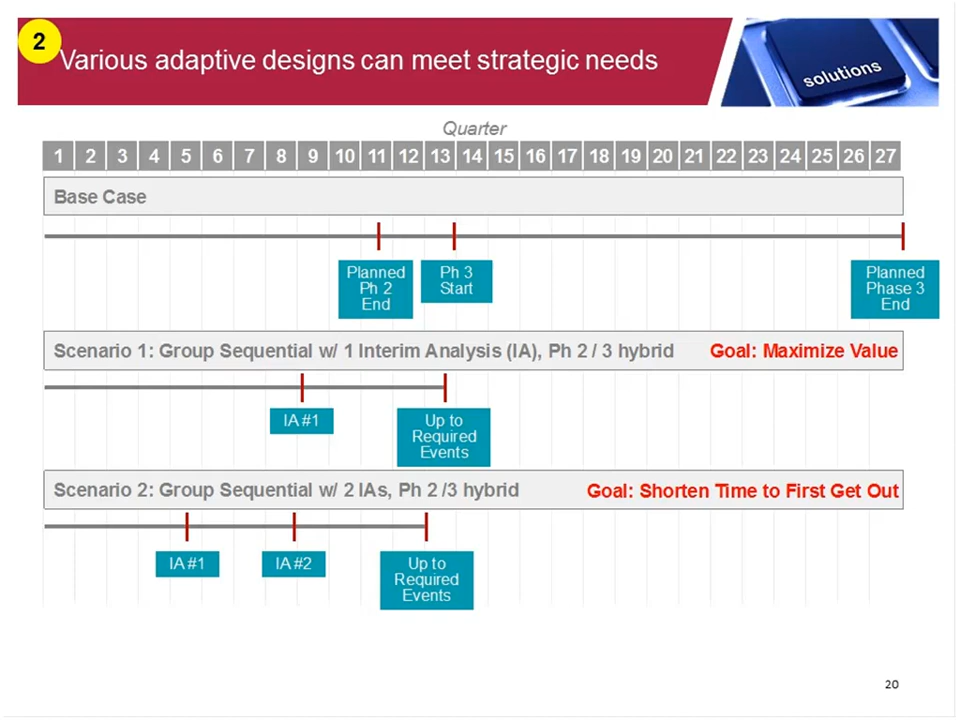 2
Various adaptive designs can meet strategic needs
solutions
Quarter
1 2 3 4 5 6 7 8 9 10 11 12 13 14 15 16 17 18 19 20 21 22 23 24 25 26 27
Base Case
Planned
Ph 2
End
Ph 3
Start
Planned
Phase 3
End
Scenario 1: Group Sequential w/ 1 Interim Analysis (IA), Ph 2 / 3 hybrid
Goal: Maximize Value
IA #1
Up to
Required
Events
Scenario 2: Group Sequential w/ 2 IAs, Ph 2 /3 hybrid
Goal: Shorten Time to First Get Out
IA #1
IA #2
Up to
Required
Events
20